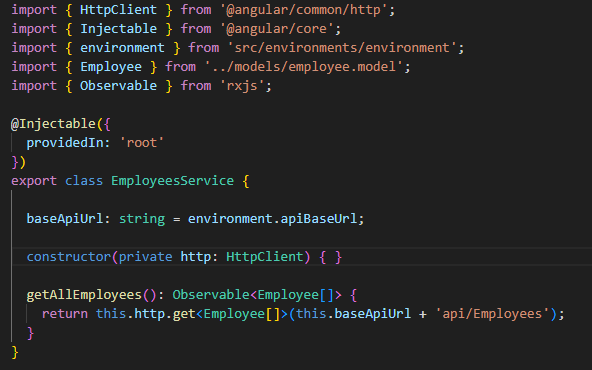 import { HttpClient } from '@angular/common/http';
import { Injectable } from '@angular/core';
import { environment } from 'src/environments/environment';
import { Employee } from '../models/employee.model';
import { Observable } from 'rxjs';

@Injectable({
  providedIn: 'root'
})
export class EmployeesService {

  baseApiUrl: string = environment.apiBaseUrl;

  constructor(private http: HttpClient) { }

  getAllEmployees(): Observable<Employee[]> {
    return this.http.get<Employee[]>(this.baseApiUrl + 'api/Employees');
  }
}